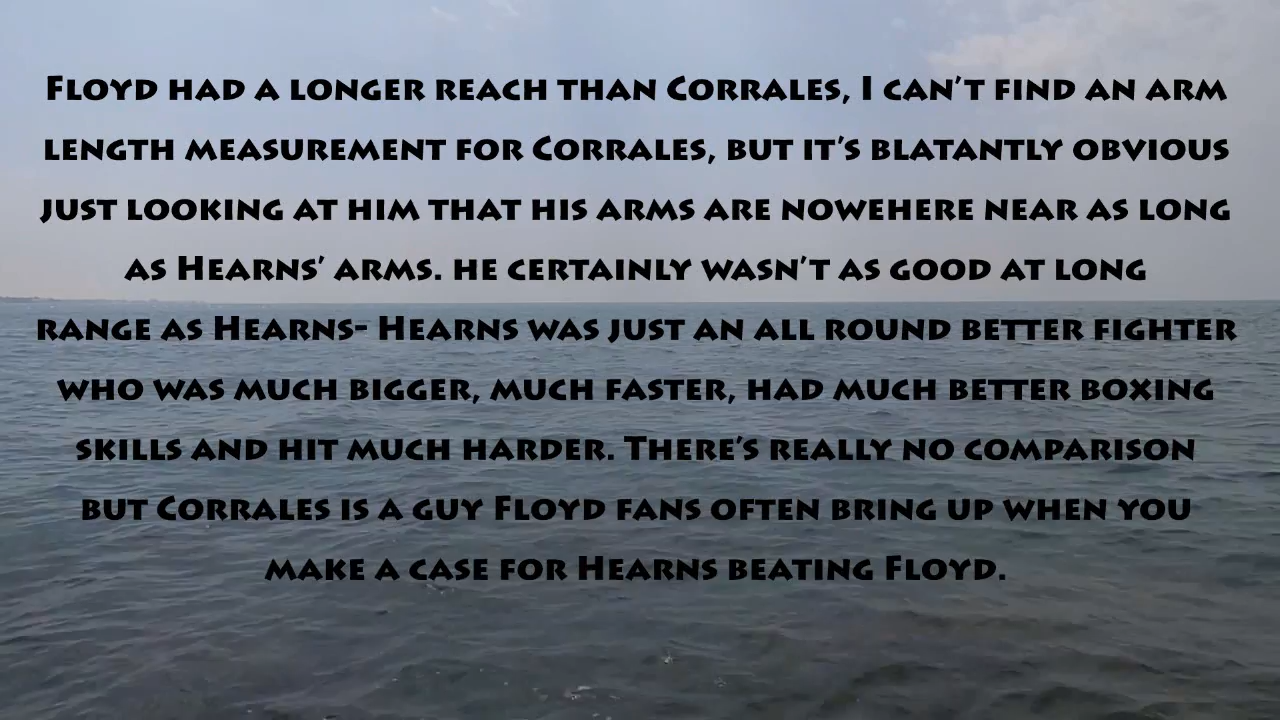 Floyd had a longer reach than Corrales, I can't find an arm
length measurement for Corrales, but it's blatantly obvious
just looking at him that his arms are nowehere near as long
as Hearns' arms. he certainly wasn't as good at long
range as Hearns- Hearns was just an all round better fighter
who was much bigger, much faster, had much better boxing
skills and hit much harder. There's really no comparison
but Corrales is a guy Floyd fans often bring up when you
make a case for Hearns beating Floyd.